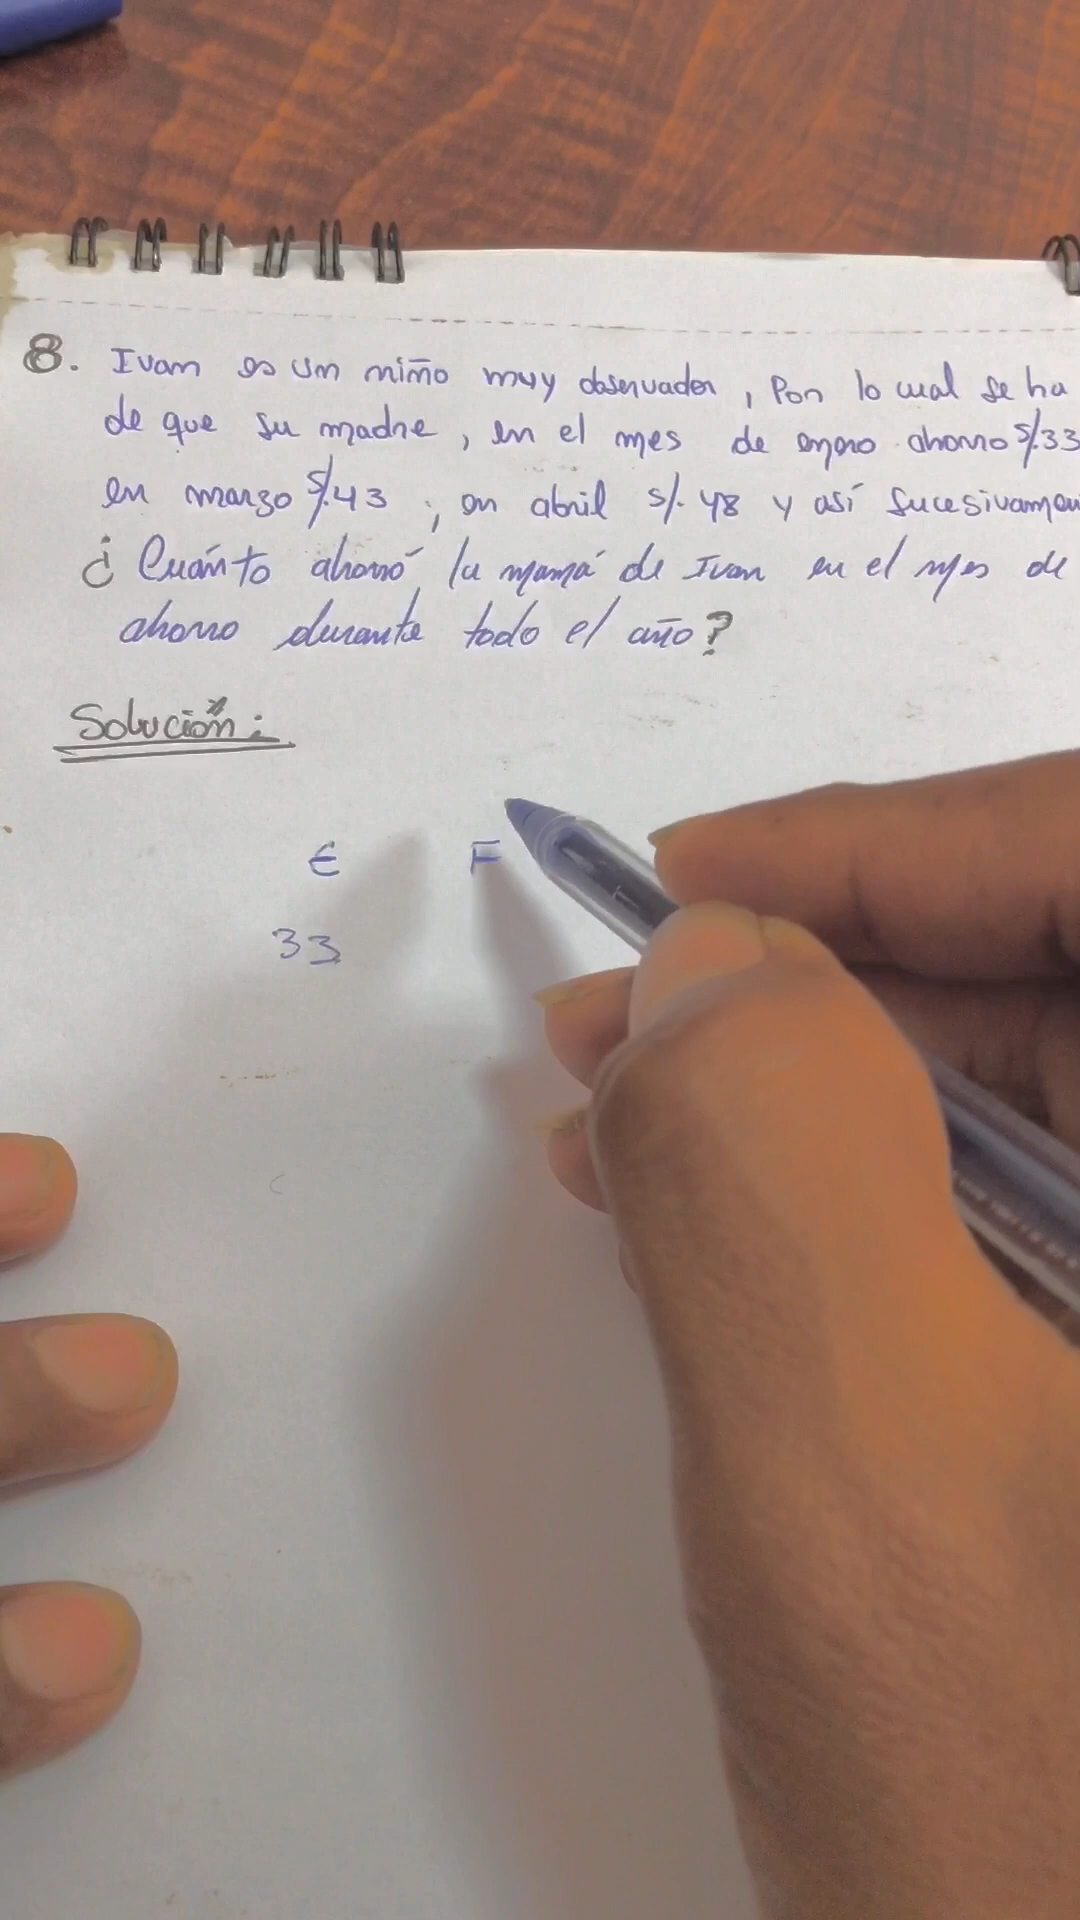 8. Ivan es un niño muy observador, Por lo cual se ha
de que su madre, en el mes de enero ahorro S/.33
en marzo S/.43 ; en abril S/. 48 y así Sucesivamen
¿ Cuánto ahorró la mamá de Ivan en el mes de
ahorro durante todo el año?
Solución:
E F
33